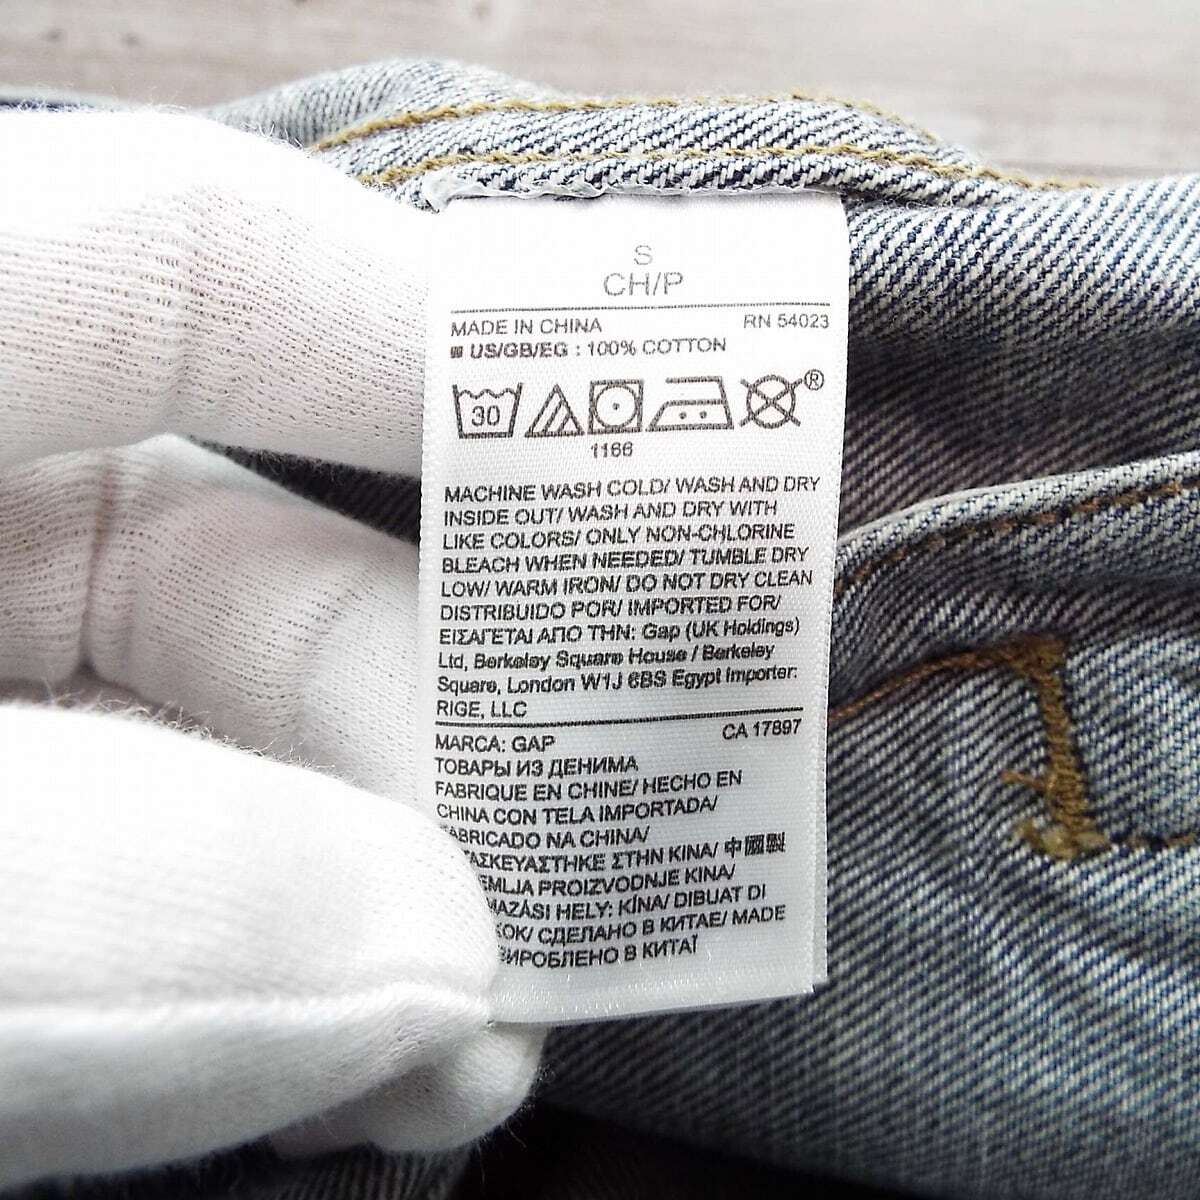 S
CH/P
MADE IN CHINA RN 54023
US/GB/EG : 100% COTTON
30 ®
1166
MACHINE WASH COLD/ WASH AND DRY
INSIDE OUT/ WASH AND DRY WITH
LIKE COLORS/ ONLY NON-CHLORINE
BLEACH WHEN NEEDED/ TUMBLE DRY
LOW/ WARM IRON/ DO NOT DRY CLEAN
DISTRIBUIDO POR/ IMPORTED FOR/
ΕΙΣΑΓΕΤΑΙ ΑΠΟ ΤΗΝ: Gap (UK Holdings)
Ltd, Berkeley Square House / Berkeley
Square, London W1J 6BS Egypt Importer:
RIGE, LLC
MARCA: GAP CA 17897
ТОВАРЫ ИЗ ДЕНИМА
FABRIQUE EN CHINE/ HECHO EN
CHINA CON TELA IMPORTADA/
FABRICADO NA CHINA/
ΑΣΚΕΥΑΣΤΗΚΕ ΣΤΗΝ ΚΙΝΑ/ 中國製
EMLJA PROIZVODNJE KINA/
MAZÁSI HELY: KÍNA/ DIBUAT DI
KOK/ СДЕЛАНО В КИТАЕ/ MADE
ВИРОБЛЕНО В КИТАЇ